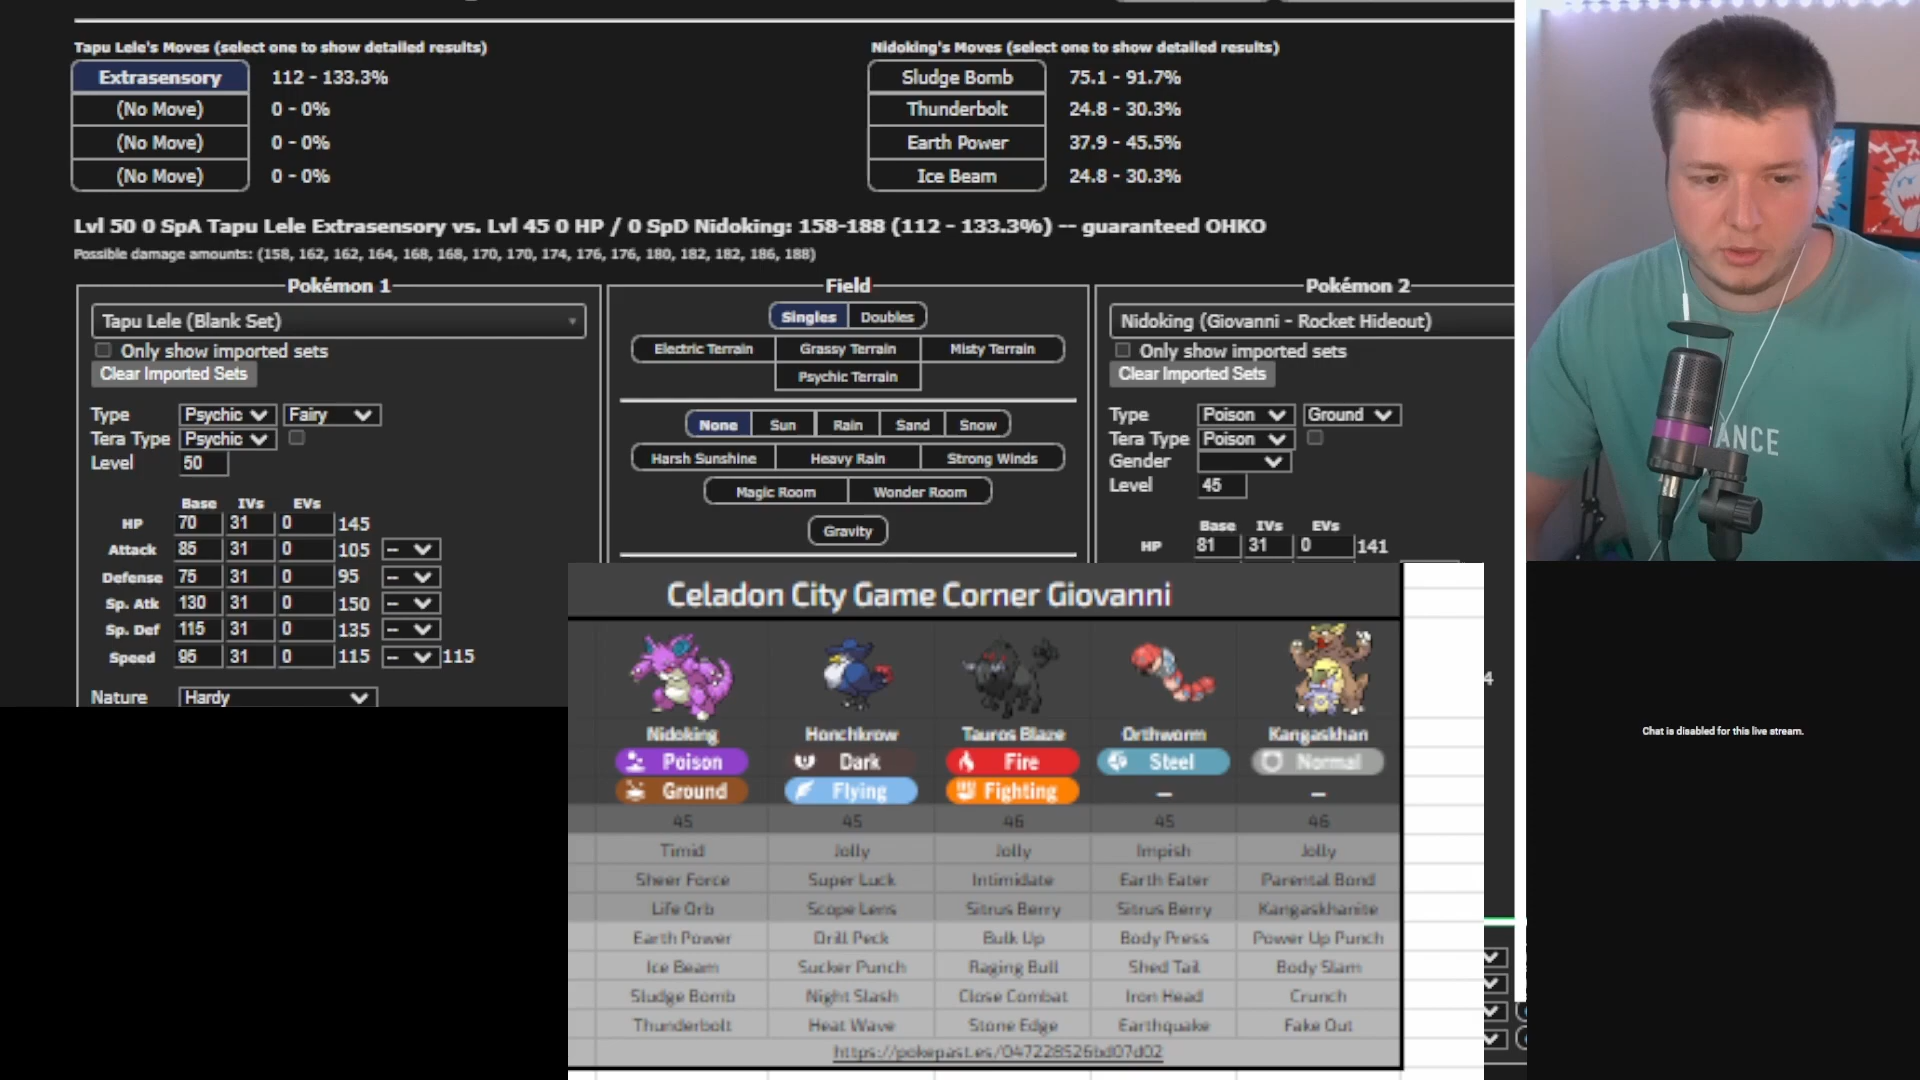 Tapu Lele's Moves (select one to show detailed results)
Extrasensory 112 - 133.3%
(No Move) 0 - 0%
(No Move) 0 - 0%
(No Move) 0 - 0%
Nidoking's Moves (select one to show detailed results)
Sludge Bomb 75.1 - 91.7%
Thunderbolt 24.8 - 30.3%
Earth Power 37.9 - 45.5%
Ice Beam 24.8 - 30.3%
Lvl 50 0 SpA Tapu Lele Extrasensory vs. Lvl 45 0 HP / 0 SpD Nidoking: 158-188 (112 - 133.3%) -- guaranteed OHKO
Possible damage amounts: (158, 162, 162, 164, 168, 168, 170, 170, 174, 176, 176, 180, 182, 182, 186, 188)
Pokémon 1
Tapu Lele (Blank Set)
Only show imported sets
Clear Imported Sets
Type Psychic Fairy
Tera Type Psychic
Level 50
Base IVs EVs
HP 70 31 0 145
Attack 85 31 0 105 --
Defense 75 31 0 95 --
Sp. Atk 130 31 0 150 --
Sp. Def 115 31 0 135 --
Speed 95 31 0 115 -- 115
Nature Hardy
Field
Singles Doubles
Electric Terrain Grassy Terrain Misty Terrain
Psychic Terrain
None Sun Rain Sand Snow
Harsh Sunshine Heavy Rain Strong Winds
Magic Room Wonder Room
Gravity
Pokémon 2
Nidoking (Giovanni - Rocket Hideout)
Only show imported sets
Clear Imported Sets
Type Poison Ground
Tera Type Poison
Gender
Level 45
Base IVs EVs
HP 81 31 0 141
4
Celadon City Game Corner Giovanni
Nidoking Honchkrow Tauros Blaze Orthworm Kangaskhan
Poison Dark Fire Steel Normal
Ground Flying Fighting — —
45 45 46 45 46
Timid Jolly Jolly Impish Jolly
Sheer Force Super Luck Intimidate Earth Eater Parental Bond
Life Orb Scope Lens Sitrus Berry Sitrus Berry Kangaskhanite
Earth Power Drill Peck Bulk Up Body Press Power Up Punch
Ice Beam Sucker Punch Raging Bull Shed Tail Body Slam
Sludge Bomb Night Slash Close Combat Iron Head Crunch
Thunderbolt Heat Wave Stone Edge Earthquake Fake Out
https://pokepast.es/047228526bd07d02
ANCE
Chat is disabled for this live stream.